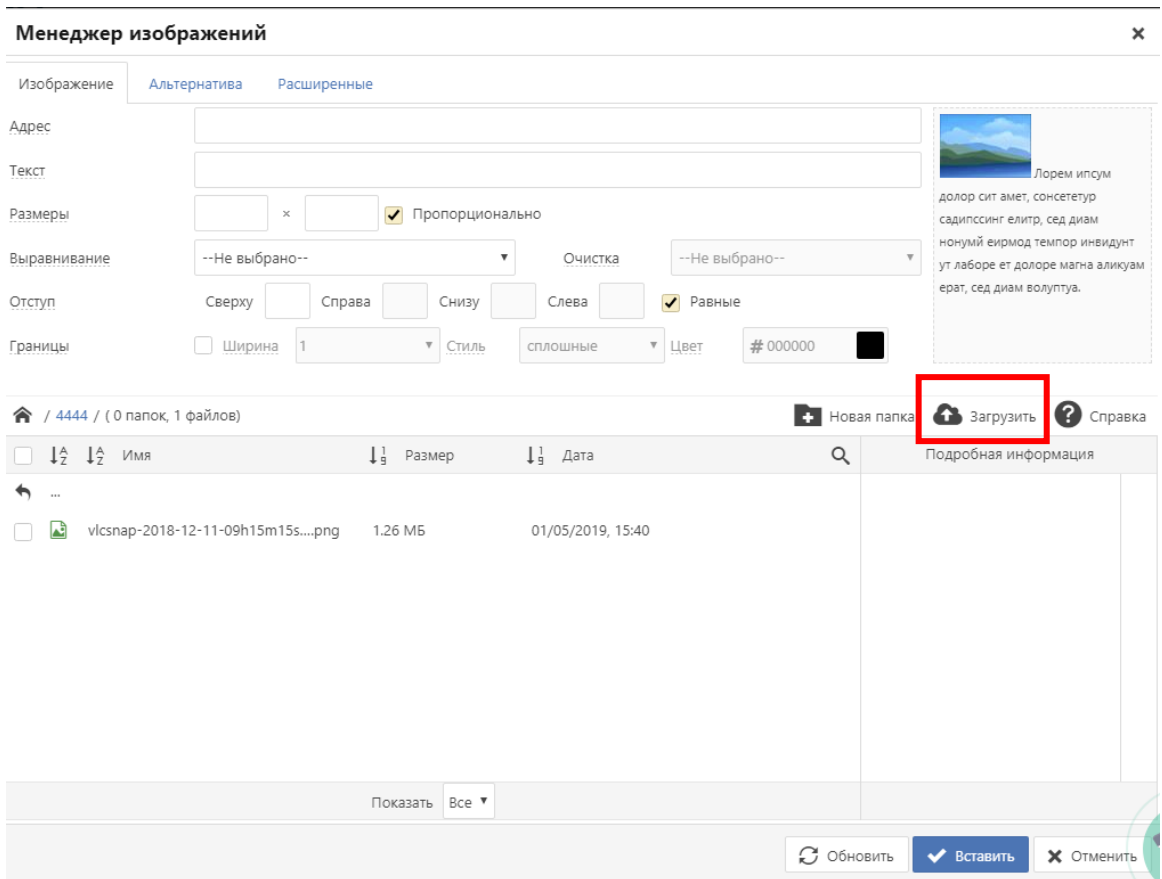 Менеджер изображений ×
Изображение Альтернатива Расширенные
Адрес
Текст
Размеры × Пропорционально
Выравнивание --Не выбрано-- Очистка --Не выбрано--
Отступ Сверху Справа Снизу Слева Равные
Границы Ширина 1 Стиль сплошные Цвет # 000000
Лорем ипсум
долор сит амет, сонсететур
садипссинг елитр, сед диам
нонумй еирмод темпор инвидунт
ут лаборе ет долоре магна аликуам
ерат, сед диам волуптуа.
/ 4444 / ( 0 папок, 1 файлов) Новая папка Загрузить ? Справка
A Z A Z Имя 1 9 Размер 1 9 Дата Подробная информация
...
vlcsnap-2018-12-11-09h15m15s....png 1.26 МБ 01/05/2019, 15:40
Показать Все
Обновить Вставить Отменить